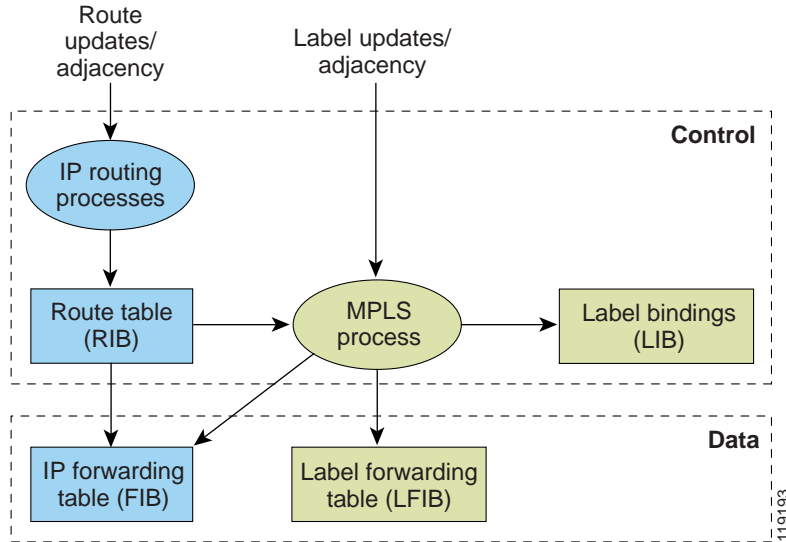 Route
updates/
adjacency
Label updates/
adjacency
Control
IP routing
processes
Route table
(RIB)
MPLS
process
Label bindings
(LIB)
Data
IP forwarding
table (FIB)
Label forwarding
table (LFIB)
119193